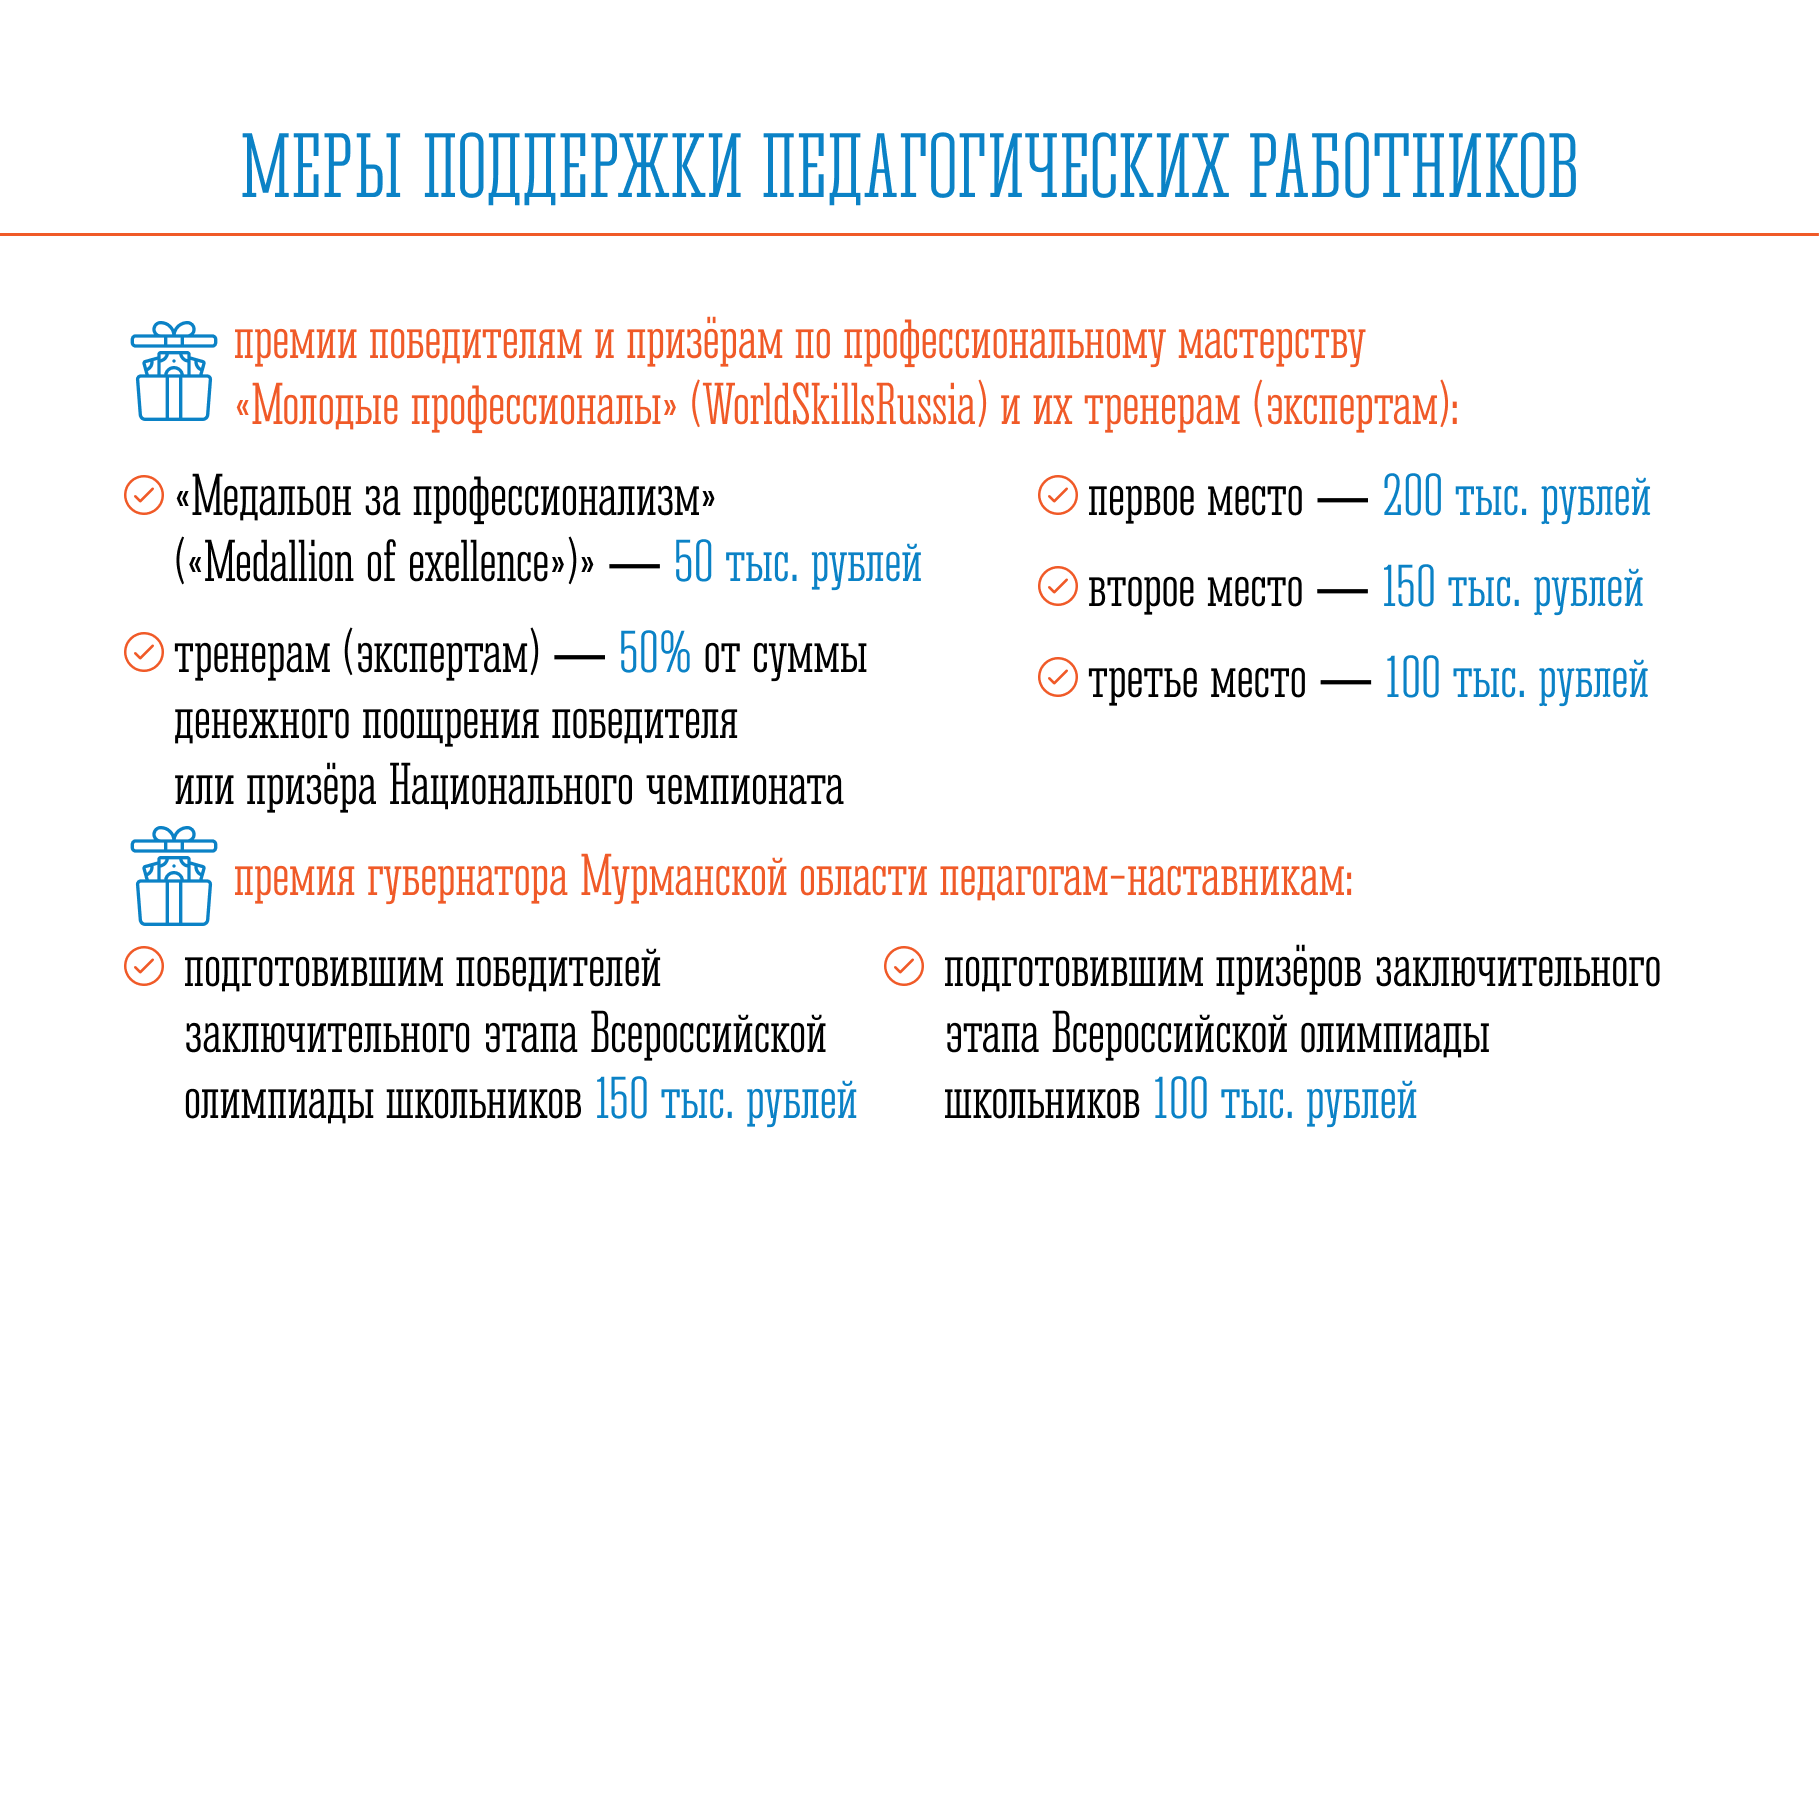 МЕРЫ ПОДДЕРЖКИ ПЕДАГОГИЧЕСКИХ РАБОТНИКОВ
премии победителям и призёрам по профессиональному мастерству
«Молодые профессионалы» (WorldSkillsRussia) и их тренерам (экспертам):
«Медальон за профессионализм»
(«Medallion of exellence»)» — 50 тыс. рублей
тренерам (экспертам) — 50% от суммы
денежного поощрения победителя
или призёра Национального чемпионата
первое место — 200 тыс. рублей
второе место — 150 тыс. рублей
третье место — 100 тыс. рублей
премия губернатора Мурманской области педагогам-наставникам:
подготовившим победителей
заключительного этапа Всероссийской
олимпиады школьников 150 тыс. рублей
подготовившим призёров заключительного
этапа Всероссийской олимпиады
школьников 100 тыс. рублей